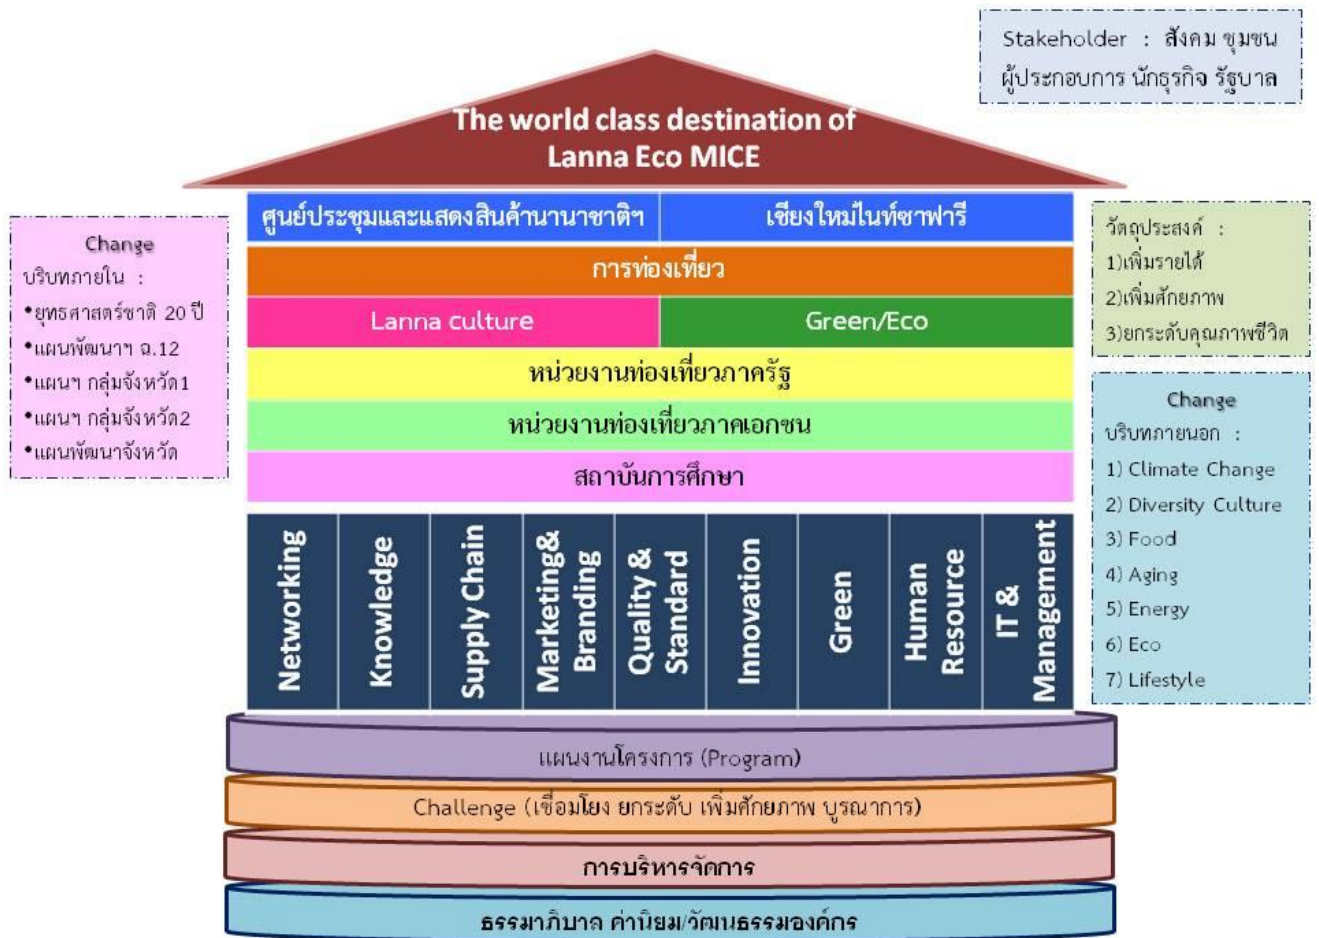 Stakeholder : สังคม ชุมชน
ผู้ประกอบการ นักธุรกิจ รัฐบาล
The world class destination of
Lanna Eco MICE
ศูนย์ประชุมและแสดงสินค้านานาชาติฯ
เชียงใหม่ไนท์ซาฟารี
การท่องเที่ยว
Lanna culture
Green/Eco
หน่วยงานท่องเที่ยวภาครัฐ
หน่วยงานท่องเที่ยวภาคเอกชน
สถาบันการศึกษา
Change
บริบทภายใน :
•ยุทธศาสตร์ชาติ 20 ปี
•แผนพัฒนาฯ ฉ.12
•แผนฯ กลุ่มจังหวัด1
•แผนฯ กลุ่มจังหวัด2
•แผนพัฒนาจังหวัด
วัตถุประสงค์ :
1)เพิ่มรายได้
2)เพิ่มศักยภาพ
3)ยกระดับคุณภาพชีวิต
Change
บริบทภายนอก :
1) Climate Change
2) Diversity Culture
3) Food
4) Aging
5) Energy
6) Eco
7) Lifestyle
Networking
Knowledge
Supply Chain
Marketing&
Branding
Quality &
Standard
Innovation
Green
Human
Resource
IT &
Management
แผนงานโครงการ (Program)
Challenge (เชื่อมโยง ยกระดับ เพิ่มศักยภาพ บูรณาการ)
การบริหารจัดการ
ธรรมาภิบาล ค่านิยม/วัฒนธรรมองค์กร